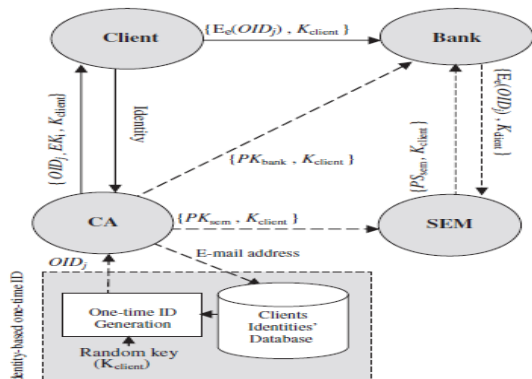 Client
{E_e(OID_j) , K_client }
Bank
{OID_j, EK_i, K_client}
Identity
{PK_bank , K_client }
{PS_sem, K_client}
{E_e(OID_j) , K_client}
CA
{PK_sem , K_client }
SEM
E-mail address
OID_j
Identity-based one-time ID
One-time ID
Generation
Clients
Identities'
Database
Random key
(K_client)